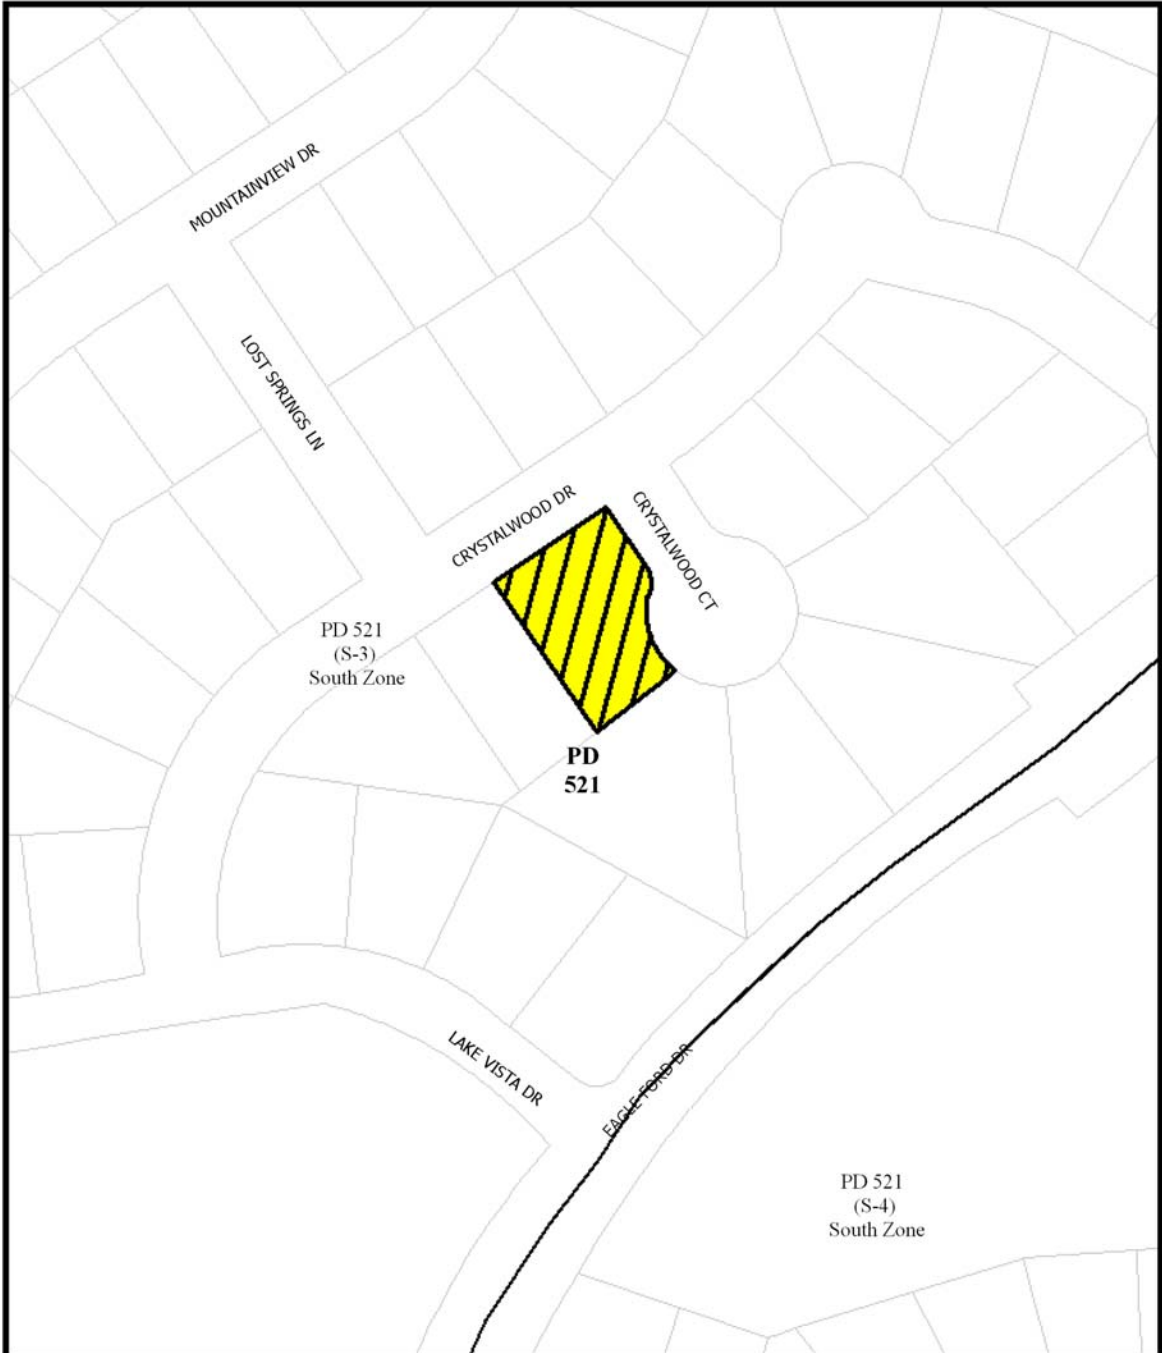 MOUNTAINVIEW DR
LOST SPRINGS LN
CRYSTALWOOD DR
CRYSTALWOOD CT
PD 521
(S-3)
South Zone
PD
521
LAKE VISTA DR
EAGLE FORD DR
PD 521
(S-4)
South Zone